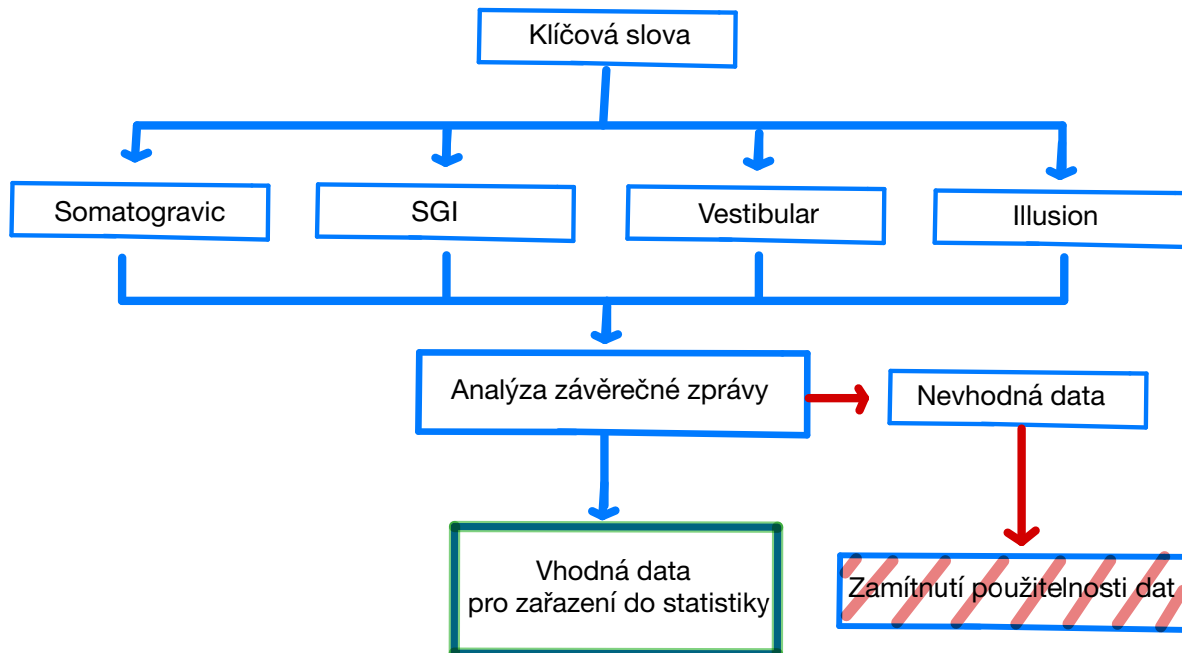 Klíčová slova
Somatogravic
SGI
Vestibular
Illusion
Analýza závěrečné zprávy
Nevhodná data
Vhodná data
pro zařazení do statistiky
Zamítnutí použitelnosti dat